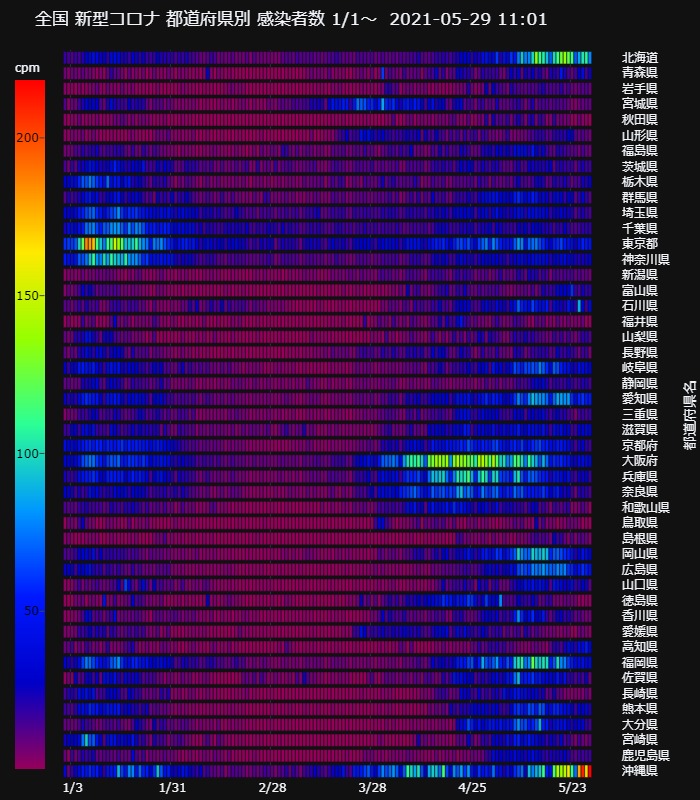 全国 新型コロナ 都道府県別 感染者数 1/1～ 2021-05-29 11:01
cpm
200
150
100
50
北海道
青森県
岩手県
宮城県
秋田県
山形県
福島県
茨城県
栃木県
群馬県
埼玉県
千葉県
東京都
神奈川県
新潟県
富山県
石川県
福井県
山梨県
長野県
岐阜県
静岡県
愛知県
三重県
滋賀県
京都府
大阪府
兵庫県
奈良県
和歌山県
鳥取県
島根県
岡山県
広島県
山口県
徳島県
香川県
愛媛県
高知県
福岡県
佐賀県
長崎県
熊本県
大分県
宮崎県
鹿児島県
沖縄県
都道府県名
1/3 1/31 2/28 3/28 4/25 5/23